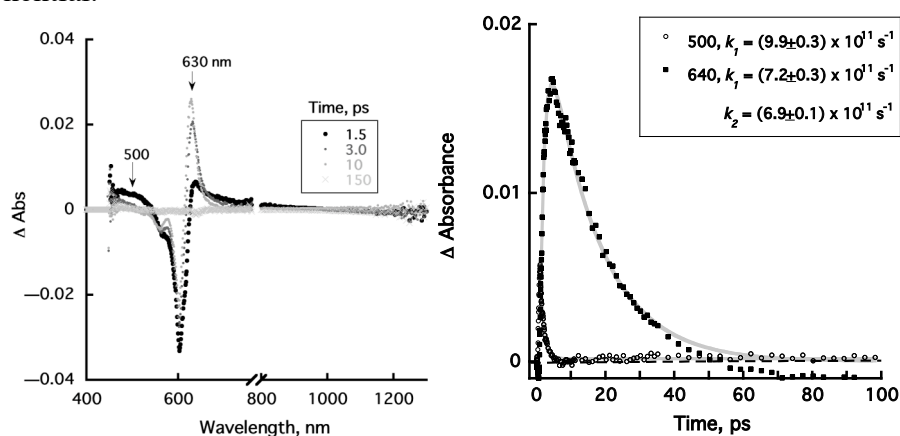 630 nm
Time, ps
1.5
3.0
10
150
500
Δ Abs
0.04
0.02
0
−0.02
−0.04
400 600 800 1000 1200
Wavelength, nm
500, k1 = (9.9±0.3) x 10^11 s^-1
640, k1 = (7.2±0.3) x 10^11 s^-1
k2 = (6.9±0.1) x 10^11 s^-1
Δ Absorbance
0.02
0.01
0
0 20 40 60 80 100
Time, ps